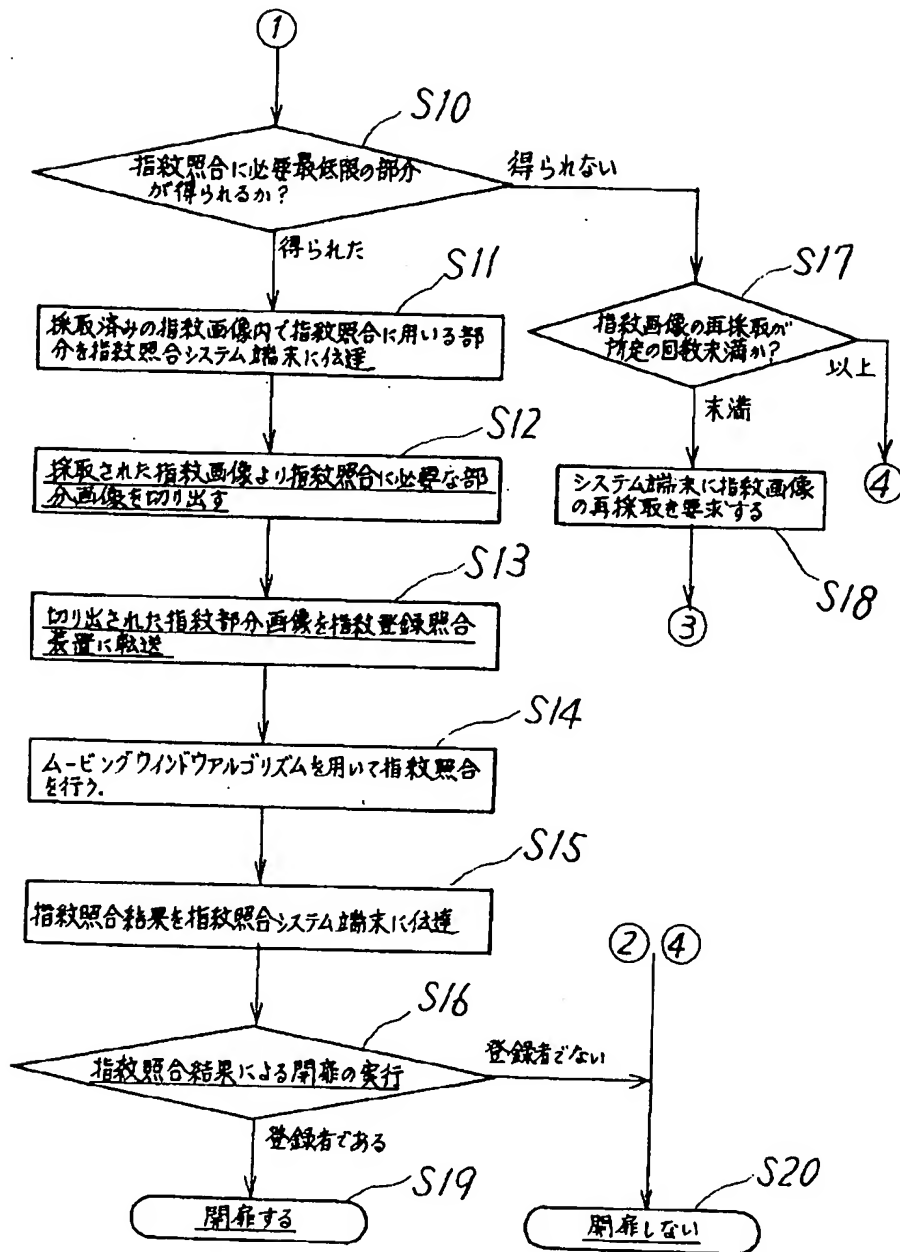 ①
S10
指紋照合に必要最低限の部分
が得られるか?
得られない
得られた
S11
採取済みの指紋画像内で指紋照合に用いる部
分を指紋照合システム端末に伝達
S17
指紋画像の再採取が
所定の回数未満か?
以上
未満
④
S12
採取された指紋画像より指紋照合に必要な部
分画像を切り出す
システム端末に指紋画像
の再採取を要求する
S18
③
S13
切り出された指紋部分画像を指紋登録照合
装置に転送
S14
ムービングウインドウアルゴリズムを用いて指紋照合
を行う.
S15
指紋照合結果を指紋照合システム端末に伝達
② ④
S16
指紋照合結果による開扉の実行
登録者でない
登録者である
S19
開扉する
S20
開扉しない